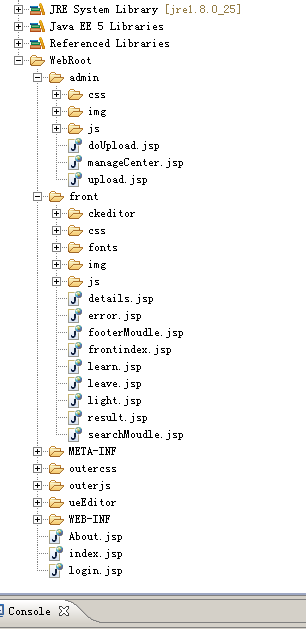 JRE System Library [jre1.8.0_25]
Java EE 5 Libraries
Referenced Libraries
WebRoot
admin
css
img
js
doUpload.jsp
manageCenter.jsp
upload.jsp
front
ckeditor
css
fonts
img
js
details.jsp
error.jsp
footerMoudle.jsp
frontindex.jsp
learn.jsp
leave.jsp
light.jsp
result.jsp
searchMoudle.jsp
META-INF
outercss
outerjs
ueEditor
WEB-INF
About.jsp
index.jsp
login.jsp
Console